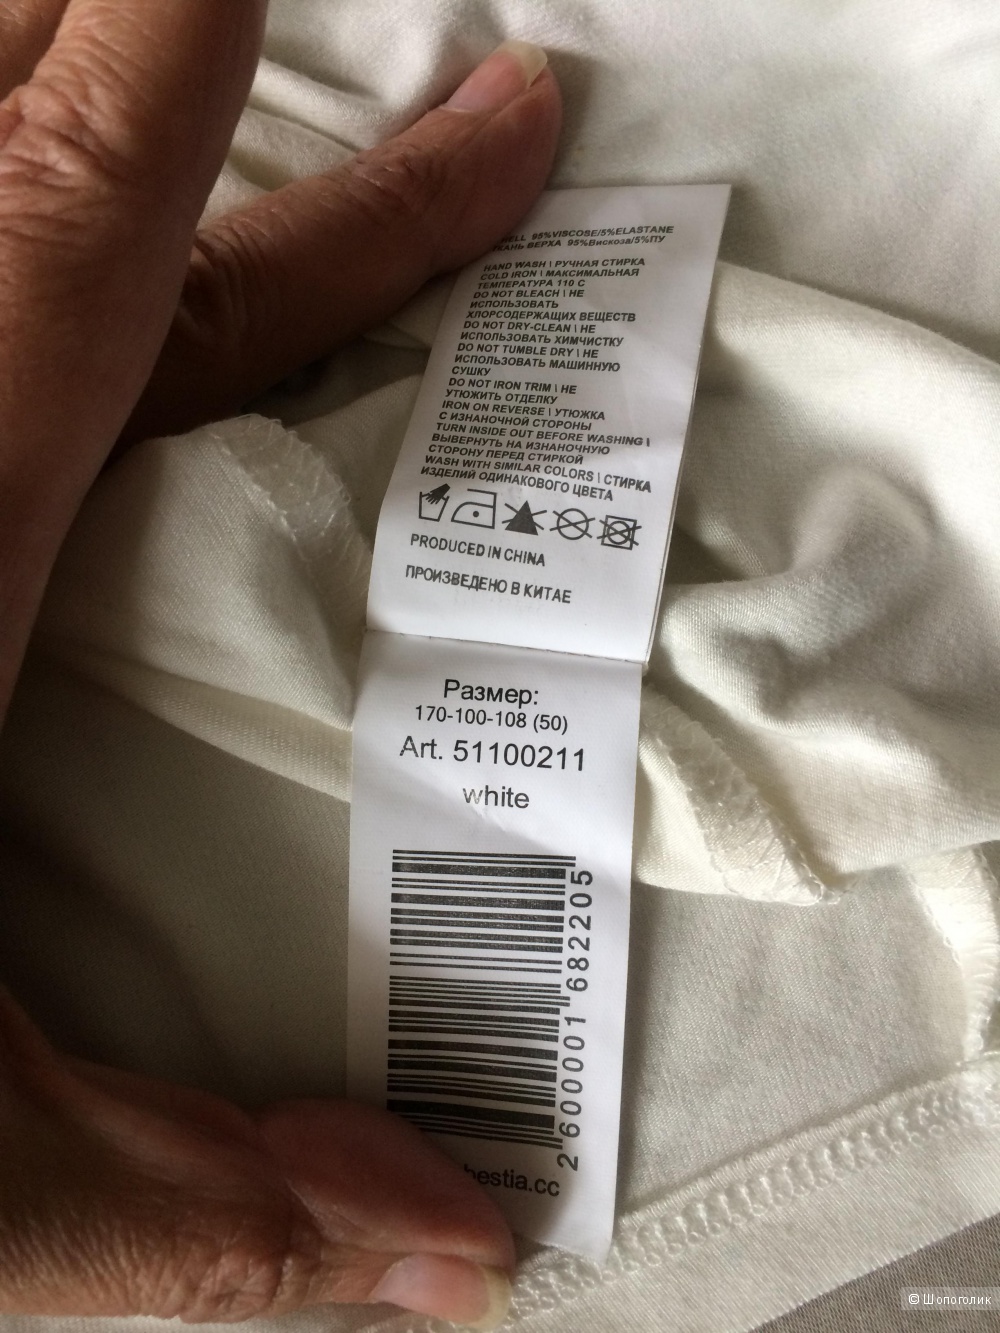 95%VISCOSE/5%ELASTANE
ТКАНЬ ВЕРХА 95%Вискоза/5%ПУ
HAND WASH \ РУЧНАЯ СТИРКА
COLD IRON \ МАКСИМАЛЬНАЯ
ТЕМПЕРАТУРА 110 С
DO NOT BLEACH \ НЕ
ИСПОЛЬЗОВАТЬ
ХЛОРСОДЕРЖАЩИХ ВЕЩЕСТВ
DO NOT DRY-CLEAN \ НЕ
ИСПОЛЬЗОВАТЬ ХИМЧИСТКУ
DO NOT TUMBLE DRY \ НЕ
ИСПОЛЬЗОВАТЬ МАШИННУЮ
СУШКУ
DO NOT IRON TRIM \ НЕ
УТЮЖИТЬ ОТДЕЛКУ
IRON ON REVERSE \ УТЮЖКА
С ИЗНАНОЧНОЙ СТОРОНЫ
TURN INSIDE OUT BEFORE WASHING \
ВЫВЕРНУТЬ НА ИЗНАНОЧНУЮ
СТОРОНУ ПЕРЕД СТИРКОЙ
WASH WITH SIMILAR COLORS \ СТИРКА
ИЗДЕЛИЙ ОДИНАКОВОГО ЦВЕТА
PRODUCED IN CHINA
ПРОИЗВЕДЕНО В КИТАЕ
Размер:
170-100-108 (50)
Art. 51100211
white
2 600001 682205
bestia.cc
© Шопоголик